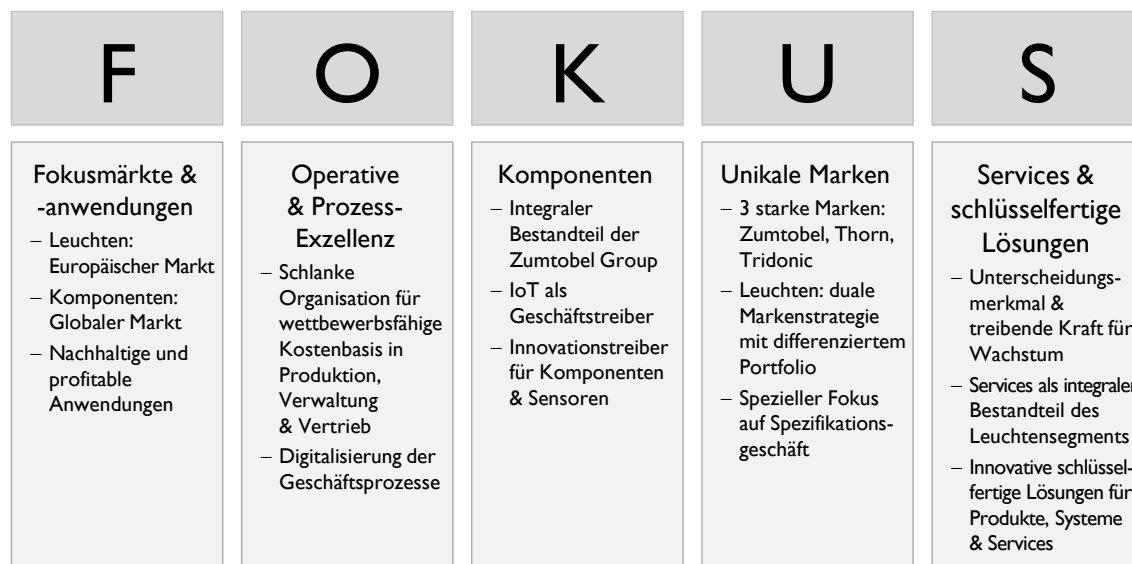 F
O
K
U
S
Fokusmärkte &
-anwendungen
– Leuchten:
Europäischer Markt
– Komponenten:
Globaler Markt
– Nachhaltige und
profitable
Anwendungen
Operative
& Prozess-
Exzellenz
– Schlanke
Organisation für
wettbewerbsfähige
Kostenbasis in
Produktion,
Verwaltung
& Vertrieb
– Digitalisierung der
Geschäftsprozesse
Komponenten
– Integraler
Bestandteil der
Zumtobel Group
– IoT als
Geschäftstreiber
– Innovationstreiber
für Komponenten
& Sensoren
Unikale Marken
– 3 starke Marken:
Zumtobel, Thorn,
Tridonic
– Leuchten: duale
Markenstrategie
mit differenziertem
Portfolio
– Spezieller Fokus
auf Spezifikations-
geschäft
Services &
schlüsselfertige
Lösungen
– Unterscheidungs-
merkmal &
treibende Kraft für
Wachstum
– Services als integraler
Bestandteil des
Leuchtensegments
– Innovative schlüssel-
fertige Lösungen für
Produkte, Systeme
& Services